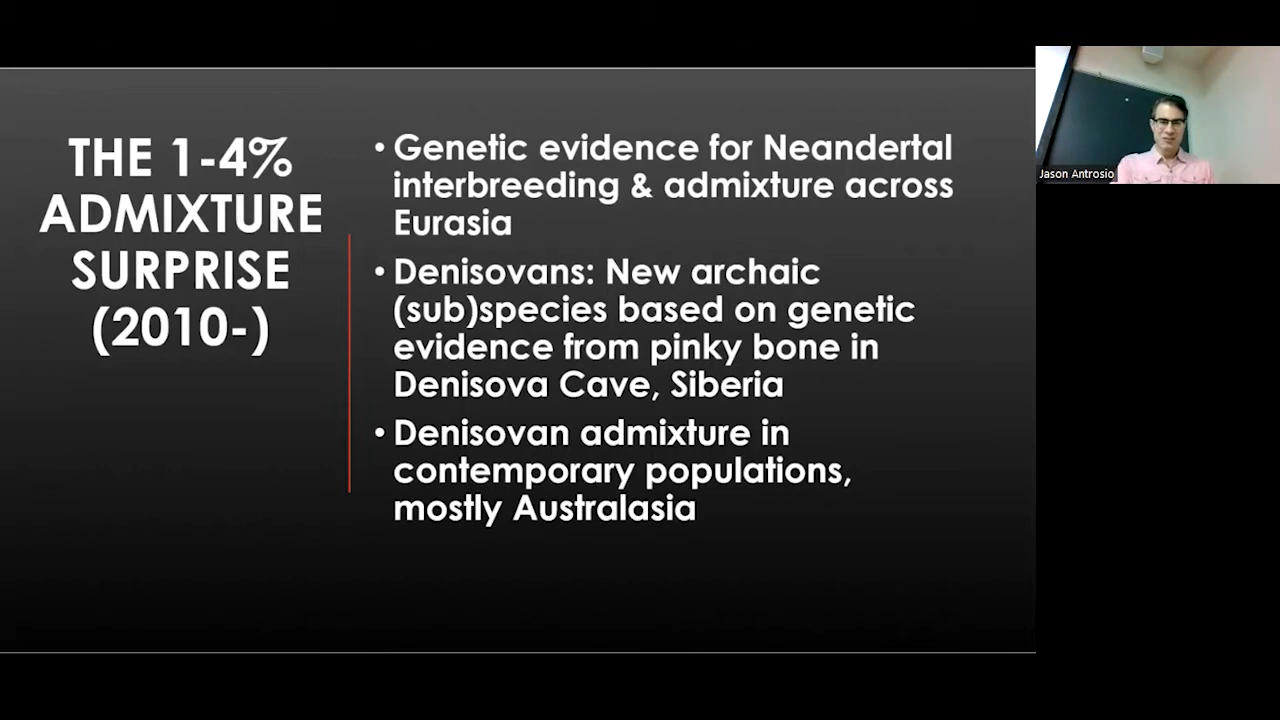 THE 1-4%
ADMIXTURE
SURPRISE
(2010-)
• Genetic evidence for Neandertal
interbreeding & admixture across
Eurasia
• Denisovans: New archaic
(sub)species based on genetic
evidence from pinky bone in
Denisova Cave, Siberia
• Denisovan admixture in
contemporary populations,
mostly Australasia
Jason Antrosio